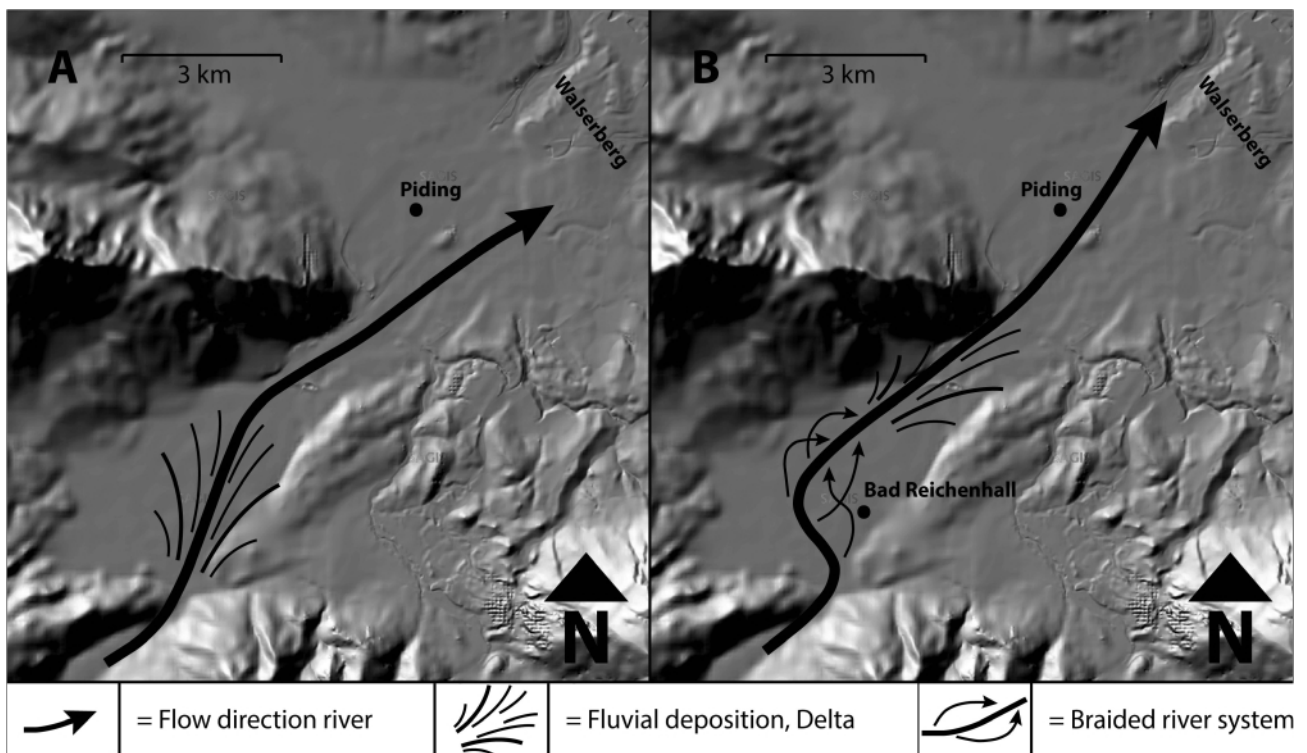 A
3 km
Walserberg
Piding
N
B
3 km
Walserberg
Piding
Bad Reichenhall
N
= Flow direction river
= Fluvial deposition, Delta
= Braided river system